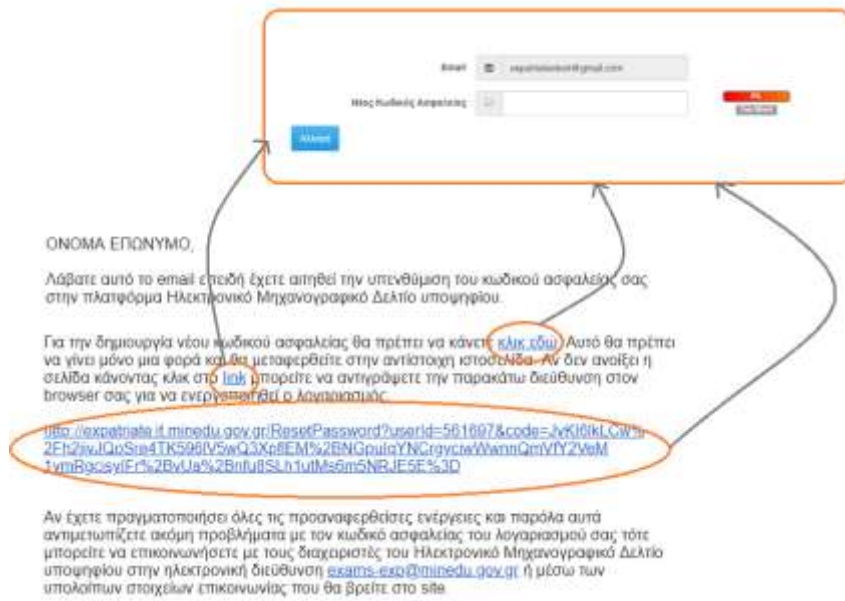 Email
Νέος Κωδικός Ασφαλείας
Αλλαγή
ΟΝΟΜΑ ΕΠΩΝΥΜΟ,
Λάβατε αυτό το email επειδή έχετε αιτηθεί την υπενθύμιση του κωδικού ασφαλείας σας
στην πλατφόρμα Ηλεκτρονικό Μηχανογραφικό Δελτίο υποψηφίου.
Για την δημιουργία νέου κωδικού ασφαλείας θα πρέπει να κάνετε κλικ εδώ. Αυτό θα πρέπει
να γίνει μόνο μια φορά και θα μεταφερθείτε στην αντίστοιχη ιστοσελίδα. Αν δεν ανοίξει η
σελίδα κάνοντας κλικ στο link μπορείτε να αντιγράψετε την παρακάτω διεύθυνση στον
browser σας για να ενεργοποιηθεί ο λογαριασμός.
Αν έχετε πραγματοποιήσει όλες τις προαναφερθείσες ενέργειες και παρόλα αυτά
αντιμετωπίζετε ακόμη προβλήματα με τον κωδικό ασφαλείας του λογαριασμού σας τότε
μπορείτε να επικοινωνήσετε με τους διαχειριστές του Ηλεκτρονικό Μηχανογραφικό Δελτίο
υποψηφίου στην ηλεκτρονική διεύθυνση exams-exp@minedu.gov.gr ή μέσω των
υπολοίπων στοιχείων επικοινωνίας που θα βρείτε στο site.